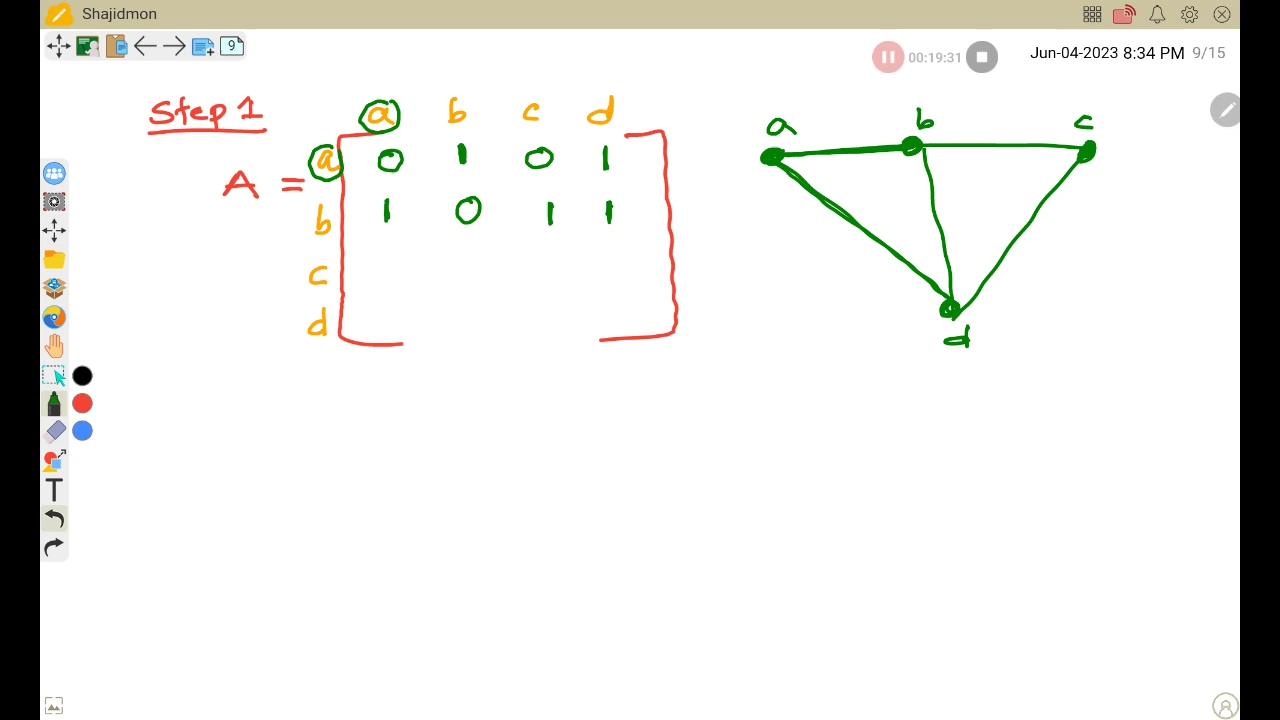 Shajidmon
9
00:19:31
Jun-04-2023 8:34 PM 9/15
Step 1
a b c d
A = a 0 1 0 1
b 1 0 1 1
c
d
a b c
d
T